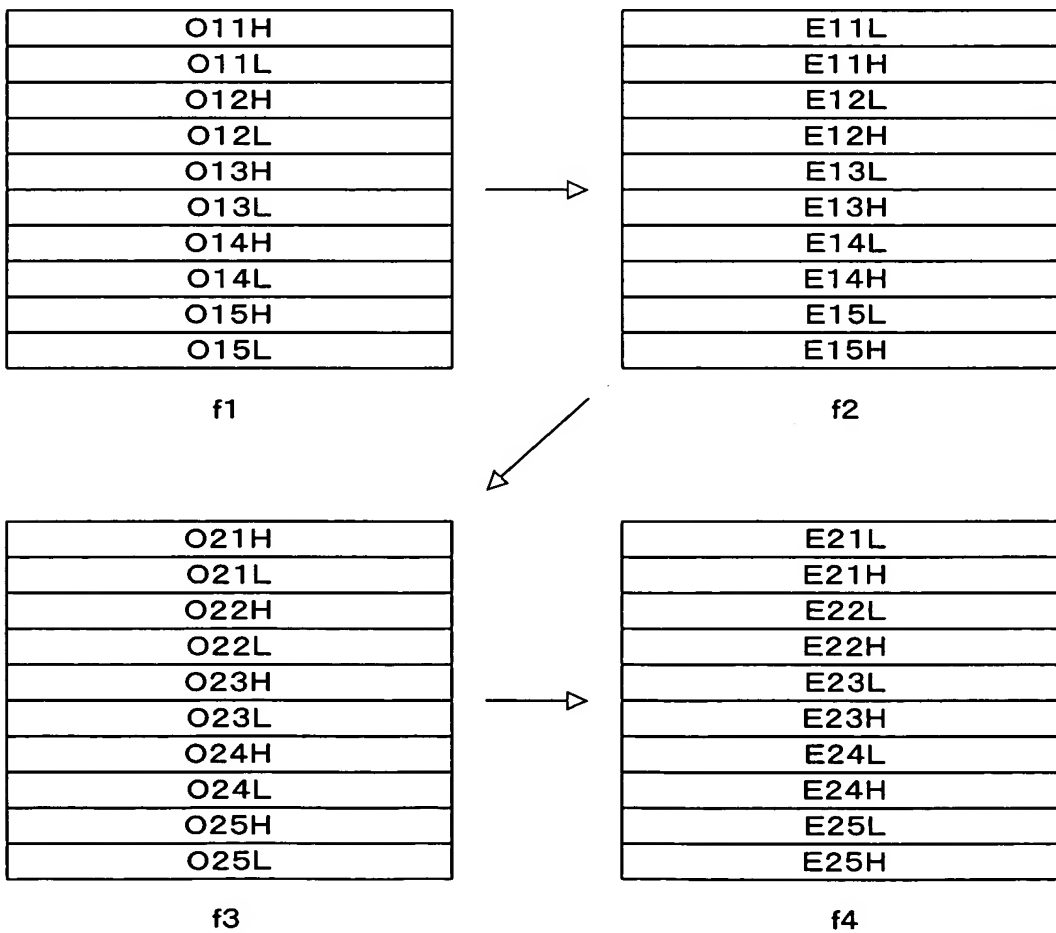 O11H
O11L
O12H
O12L
O13H
O13L
O14H
O14L
O15H
O15L
f1
E11L
E11H
E12L
E12H
E13L
E13H
E14L
E14H
E15L
E15H
f2
O21H
O21L
O22H
O22L
O23H
O23L
O24H
O24L
O25H
O25L
f3
E21L
E21H
E22L
E22H
E23L
E23H
E24L
E24H
E25L
E25H
f4